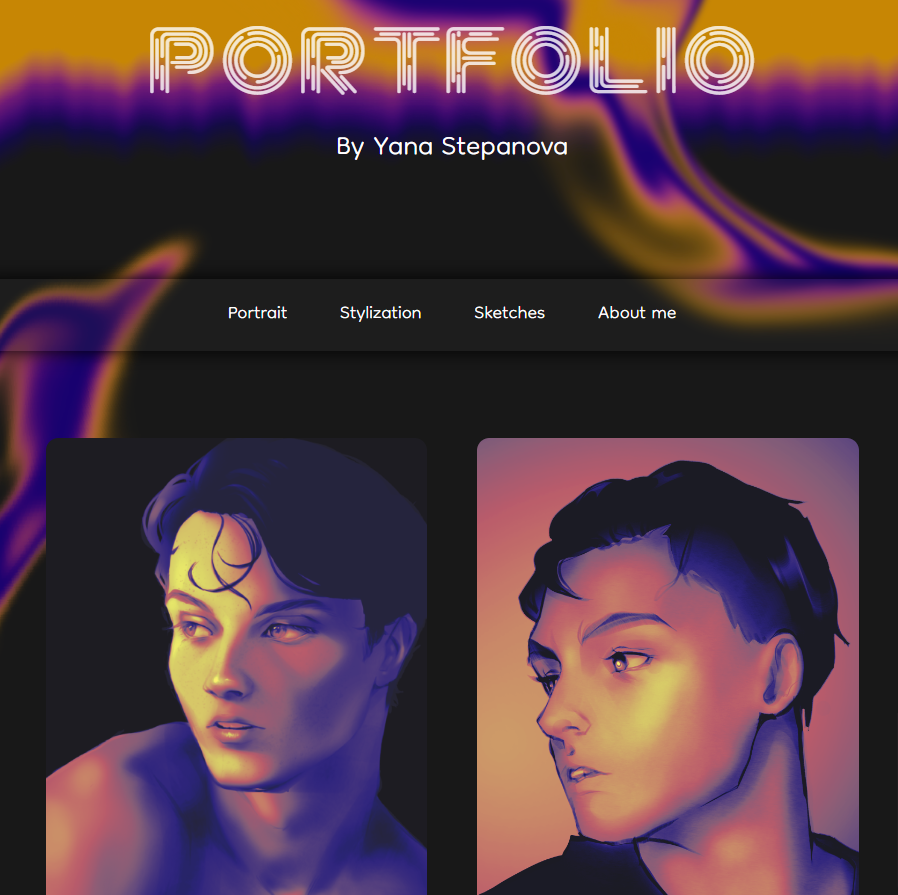 PORTFOLIO
By Yana Stepanova
Portrait Stylization Sketches About me